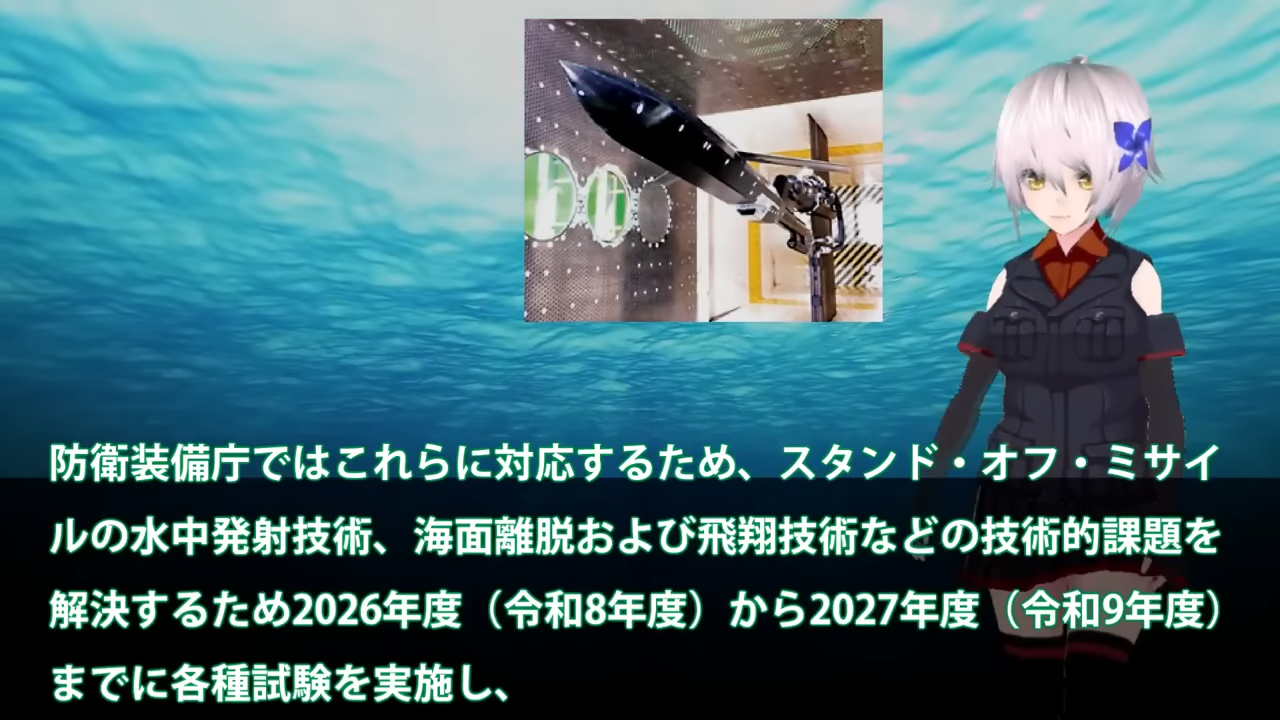 防衛装備庁ではこれらに対応するため、スタンド・オフ・ミサイ
ルの水中発射技術、海面離脱および飛翔技術などの技術的課題を
解決するため2026年度（令和8年度）から2027年度（令和9年度）
までに各種試験を実施し、